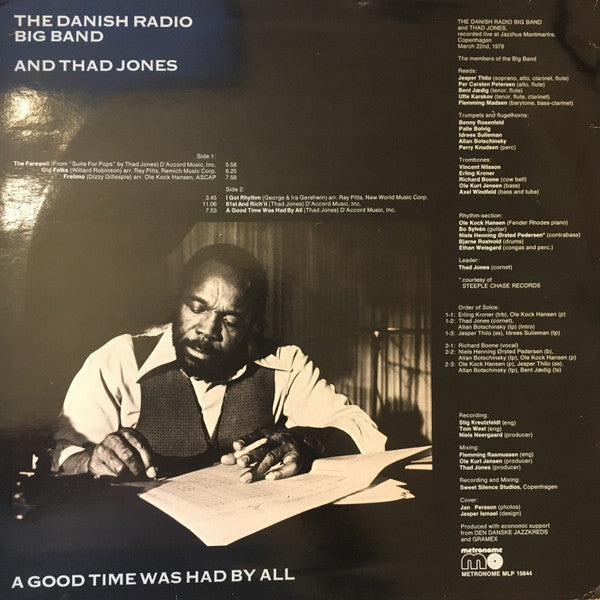 THE DANISH RADIO
BIG BAND
AND THAD JONES
Side 1:
The Farewell (From "Suite For Pops" by Thad Jones) D'Accord Music, Inc. 5.58
Old Folks (Willard Robinson) arr. Ray Pitts, Remich Music Corp. 6.25
Prelimo (Dizzy Gillespie) arr. Ole Kock Hansen, ASCAP 7.58
Side 2:
3:45 I Got Rhythm (George & Ira Gershwin) arr. Ray Pitts, New World Music Corp.
11:06 61st And Rich'It (Thad Jones) D'Accord Music, Inc.
7:53 A Good Time Was Had By All (Thad Jones) D'Accord Music, Inc.
THE DANISH RADIO BIG BAND
and THAD JONES,
recorded live at Jazzhus Montmartre,
Copenhagen
March 22nd, 1978
The members of the Big Band
Reeds:
Jesper Thilo (soprano, alto, clarinet, flute)
Per Carsten Petersen (alto, flute)
Bent Jædig (tenor, flute)
Uffe Karskov (tenor, flute, clarinet)
Flemming Madsen (barytone, bass-clarinet)
Trumpets and flugelhorns:
Benny Rosenfeld
Palle Bolvig
Idrees Sulieman
Allan Botschinsky
Perry Knudsen (perc)
Trombones:
Vincent Nilsson
Erling Kroner
Richard Boone (cow bell)
Ole Kurt Jensen (bass)
Axel Windfeld (bass and tuba)
Rhythm-section:
Ole Kock Hansen (Fender Rhodes piano)
Bo Sylvén (guitar)
Niels Henning Ørsted Pedersen* (contrabass)
Bjarne Rostvold (drums)
Ethan Weisgard (congas and perc.)
Leader:
Thad Jones (cornet)
* courtesy of
STEEPLE CHASE RECORDS
Order of Solos:
1-1: Erling Kroner (trb), Ole Kock Hansen (p)
1-2: Thad Jones (cornet),
Allan Botschinsky (tp) (Intro)
1-3: Jesper Thilo (ss), Idrees Sulieman (tp)
2-1: Richard Boone (vocal)
2-2: Niels Henning Ørsted Pedersen (b),
Allan Botschinsky (tp), Ole Kock Hansen (p)
2-3 Ole Kock Hansen (p), Jesper Thilo (ss),
Allan Botschinsky (tp), Bent Jædig (ts)
Recording:
Stig Kreutzfeldt (eng)
Tom West (eng)
Niels Neergaard (producer)
Mixing:
Flemming Rasmussen (eng)
Ole Kurt Jensen (producer)
Thad Jones (producer)
Recording and Mixing:
Sweet Silence Studios, Copenhagen
Cover:
Jan Persson (photos)
Jesper Ismael (design)
Produced with economic support
from DEN DANSKE JAZZKREDS
and GRAMEX
metronome
METRONOME MLP 15644
A GOOD TIME WAS HAD BY ALL